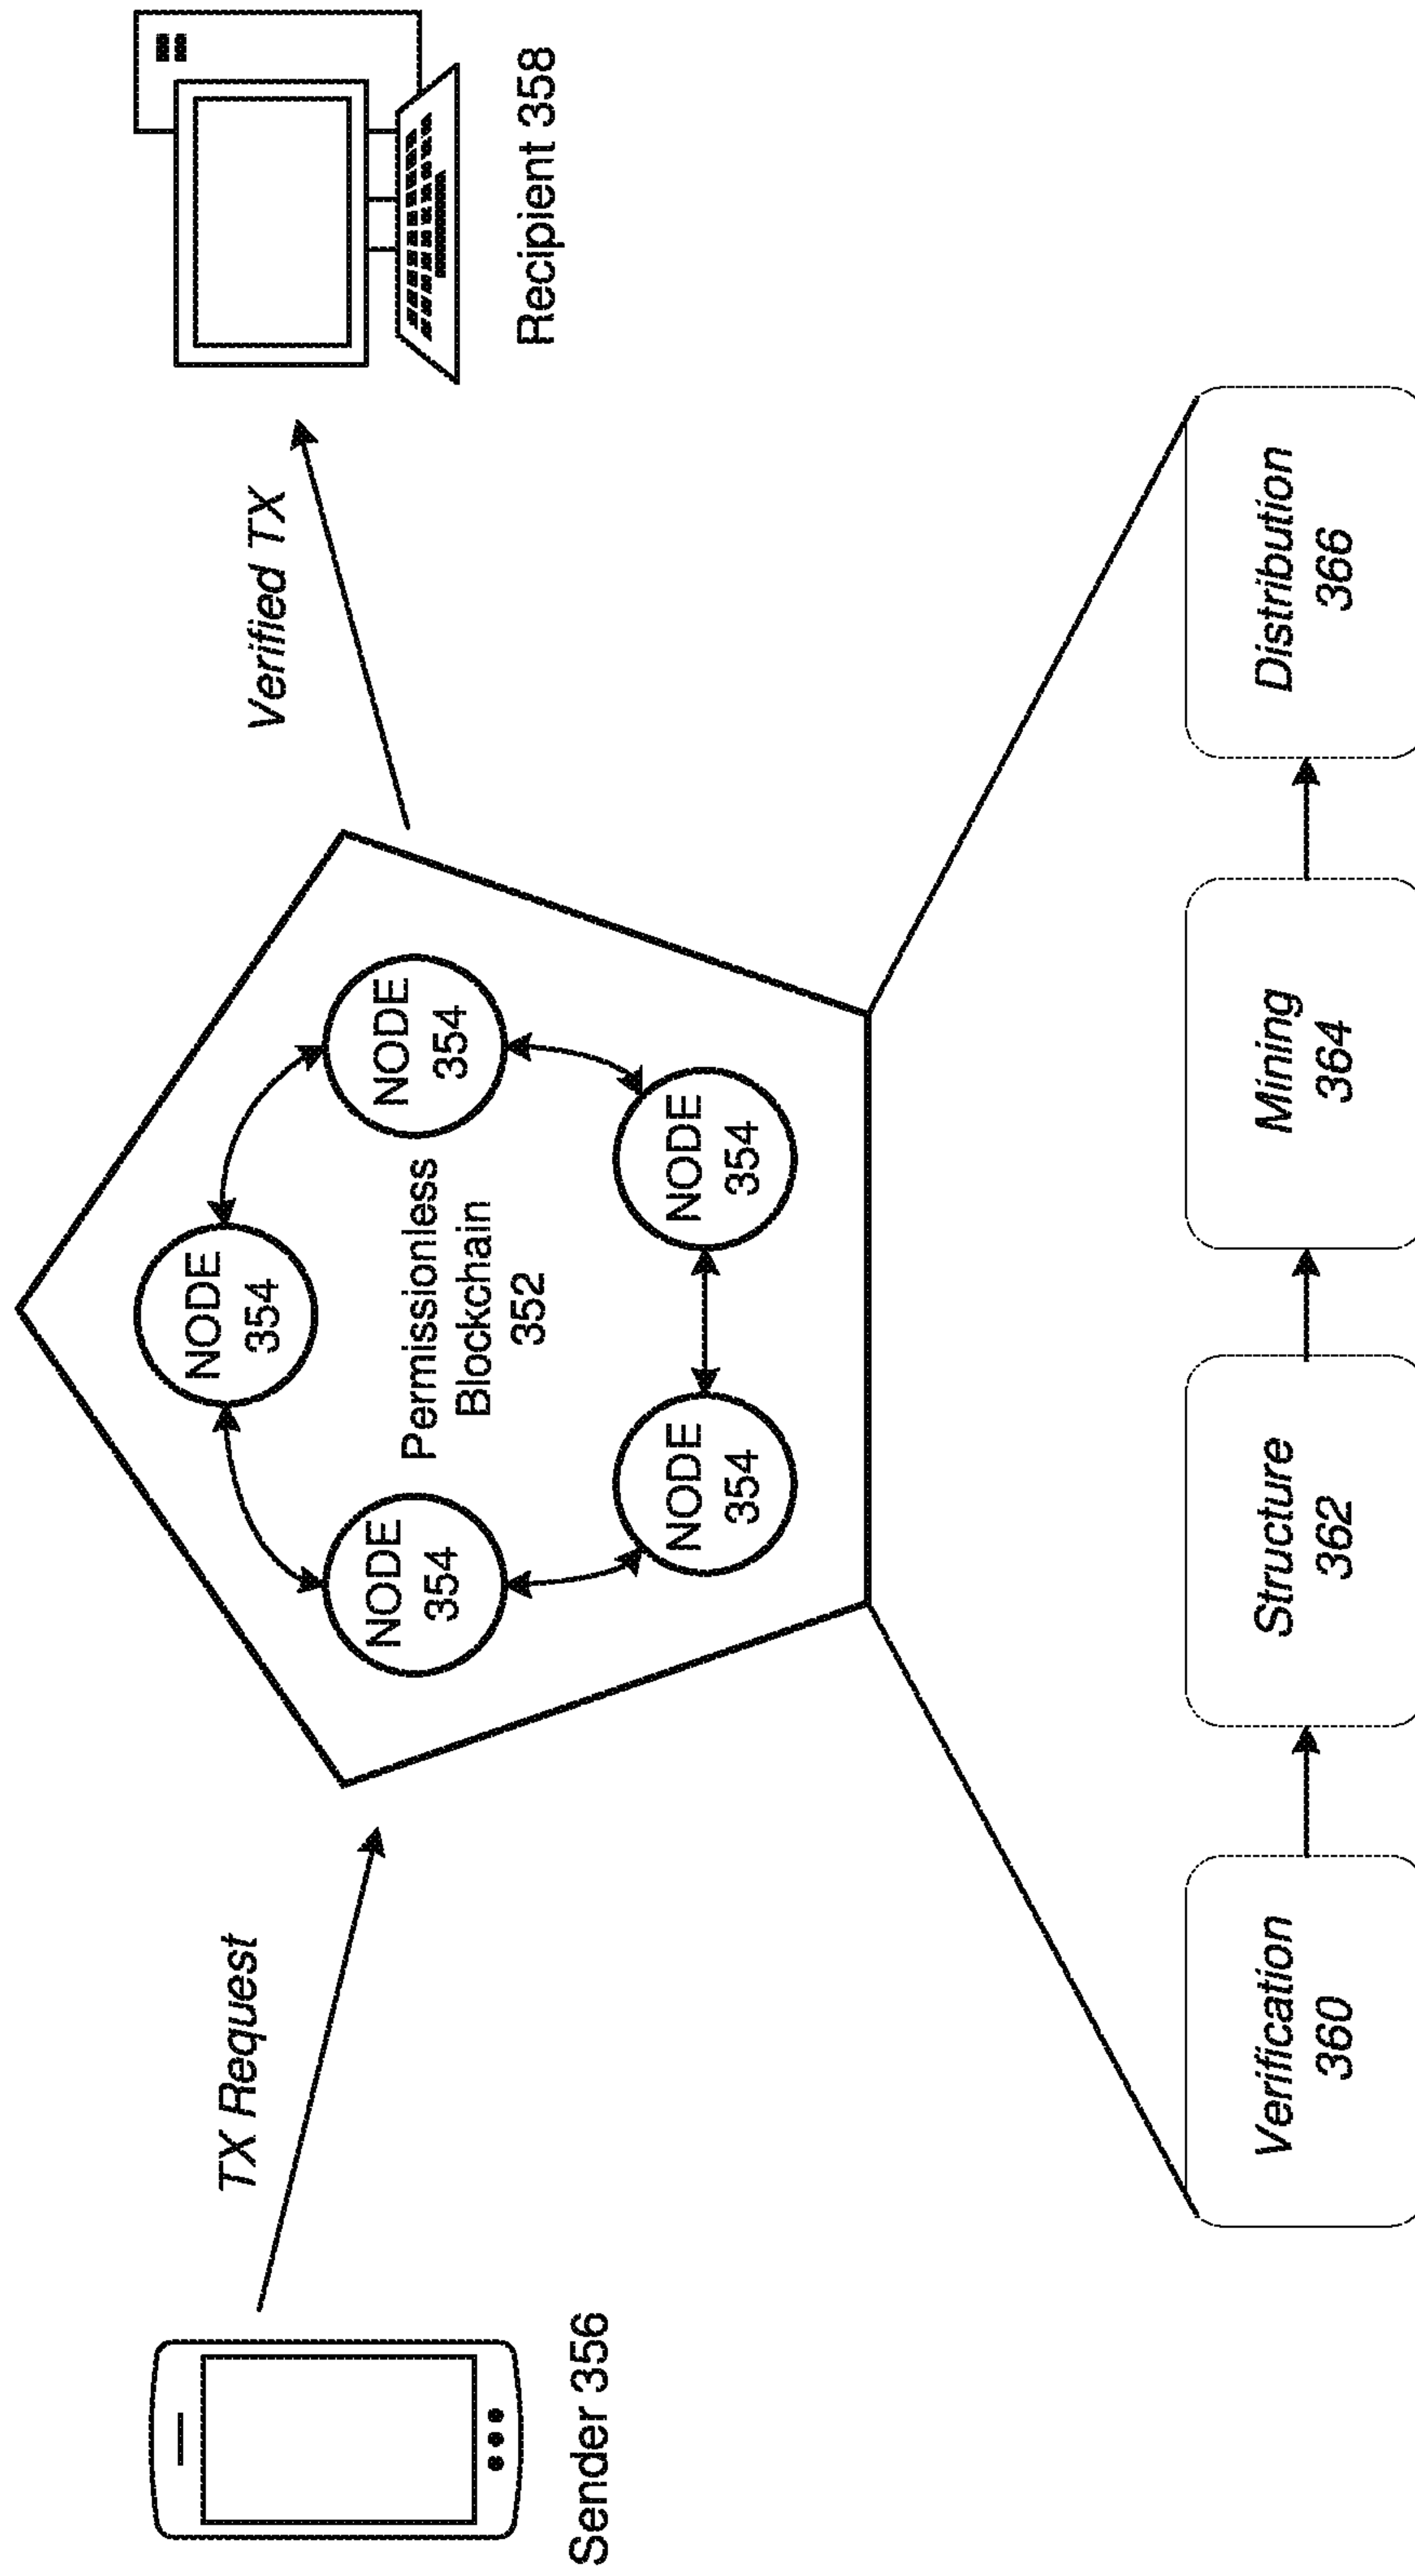 TX Request
Verified TX
Sender 356
Recipient 358
NODE
354
NODE
354
NODE
354
Permissionless
Blockchain
352
NODE
354
NODE
354
Verification
360
Structure
362
Mining
364
Distribution
366